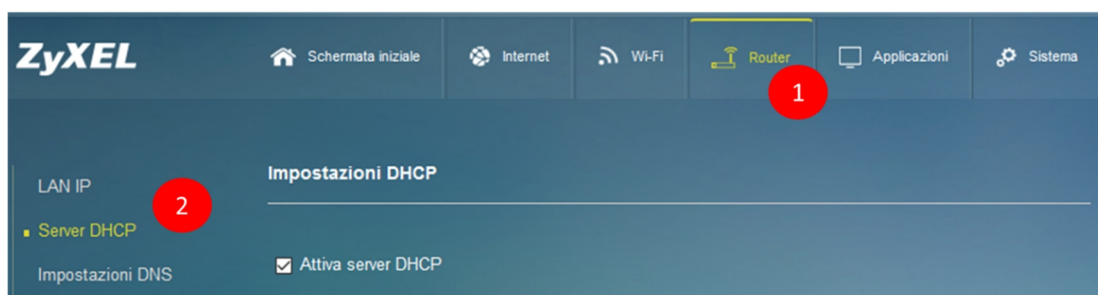 ZyXEL
Schermata iniziale
Internet
Wi-Fi
Router
Applicazioni
Sistema
1
LAN IP
2
Server DHCP
Impostazioni DNS
Impostazioni DHCP
Attiva server DHCP